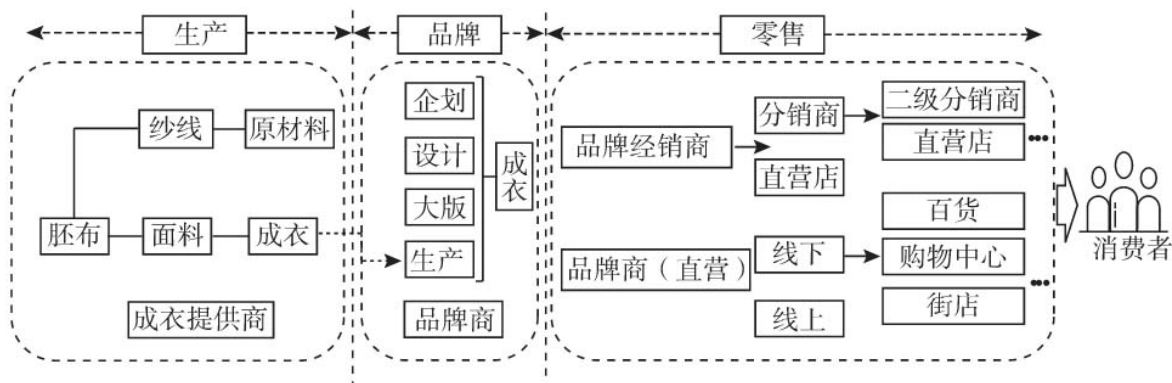 生产
品牌
零售
纱线
原材料
胚布
面料
成衣
成衣提供商
企划
设计
大版
生产
成衣
品牌商
品牌经销商
分销商
直营店
二级分销商
直营店
品牌商（直营）
线下
线上
百货
购物中心
街店
消费者